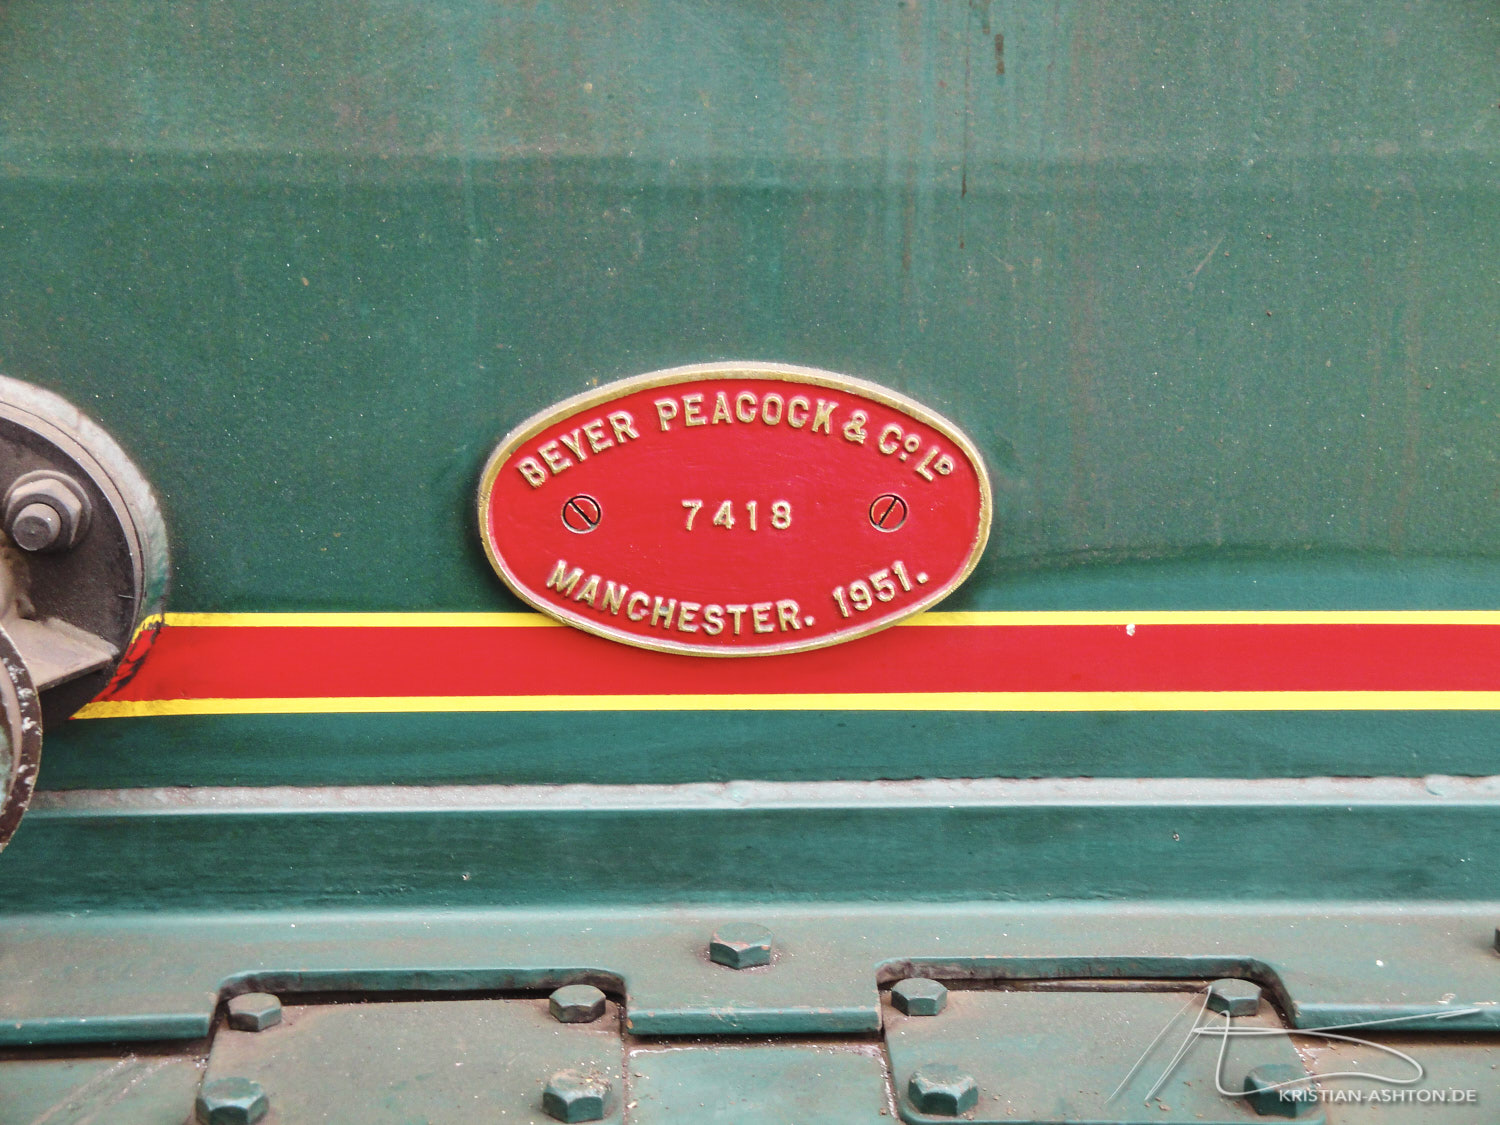 BEYER PEACOCK & Co. LD
7418
MANCHESTER. 1951.
KRISTIAN-ASHTON.DE